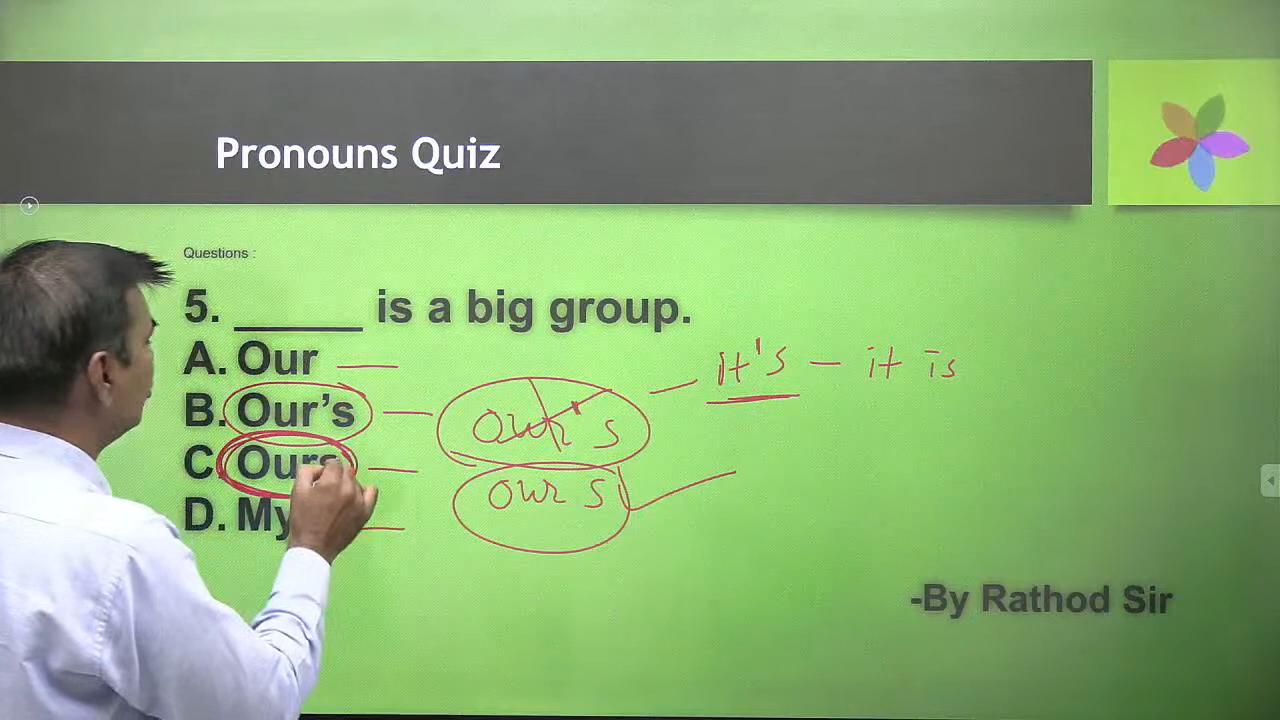 Pronouns Quiz
Questions :
5. _____ is a big group.
A. Our
B. Our's
C. Ours
D. My
our's — it's — it is
ours
-By Rathod Sir